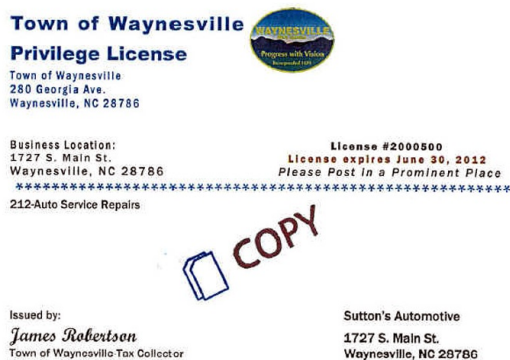 Town of Waynesville
Privilege License
WAYNESVILLE
Progress with Vision
Town of Waynesville
280 Georgia Ave.
Waynesville, NC 28786
Business Location:
1727 S. Main St.
Waynesville, NC 28786
License #2000500
License expires June 30, 2012
Please Post in a Prominent Place
************************************************************
212-Auto Service Repairs
COPY
Issued by:
James Robertson
Town of Waynesville Tax Collector
Sutton's Automotive
1727 S. Main St.
Waynesville, NC 28786